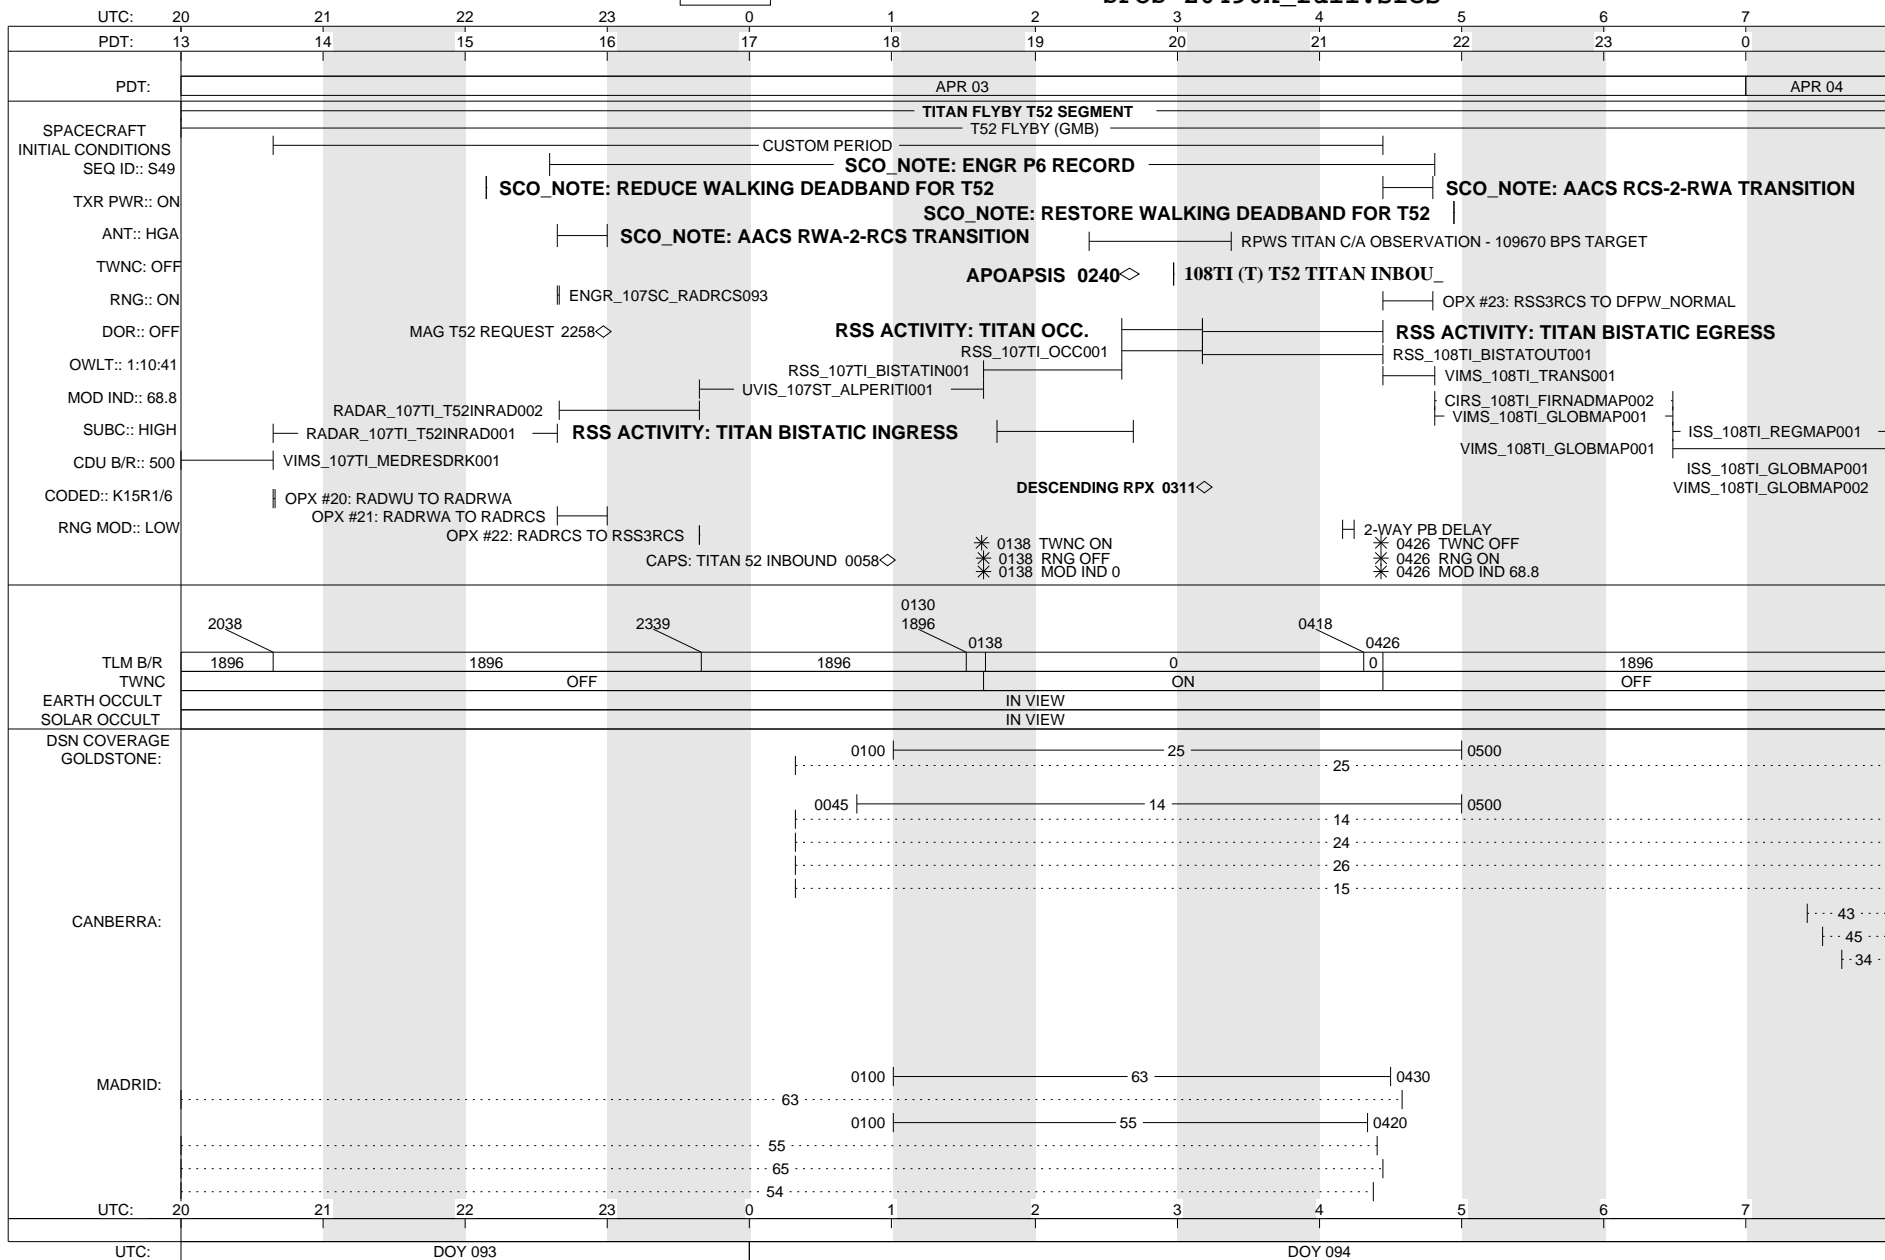 UTC: 20 21 22 23 0 1 2 3 4 5 6 7
PDT: 13 14 15 16 17 18 19 20 21 22 23 0
PDT: APR 03 APR 04
TITAN FLYBY T52 SEGMENT
SPACECRAFT T52 FLYBY (GMB)
INITIAL CONDITIONS CUSTOM PERIOD
SEQ ID:: S49 SCO_NOTE: ENGR P6 RECORD
SCO_NOTE: REDUCE WALKING DEADBAND FOR T52 SCO_NOTE: AACS RCS-2-RWA TRANSITION
TXR PWR:: ON
SCO_NOTE: RESTORE WALKING DEADBAND FOR T52
ANT:: HGA SCO_NOTE: AACS RWA-2-RCS TRANSITION RPWS TITAN C/A OBSERVATION - 109670 BPS TARGET
TWNC: OFF APOAPSIS 0240 108TI (T) T52 TITAN INBOU_
RNG:: ON ENGR_107SC_RADRCS093 OPX #23: RSS3RCS TO DFPW_NORMAL
DOR:: OFF MAG T52 REQUEST 2258 RSS ACTIVITY: TITAN OCC. RSS ACTIVITY: TITAN BISTATIC EGRESS
RSS_107TI_OCC001 RSS_108TI_BISTATOUT001
OWLT:: 1:10:41 RSS_107TI_BISTATIN001 VIMS_108TI_TRANS001
UVIS_107ST_ALPERITI001
MOD IND:: 68.8 CIRS_108TI_FIRNADMAP002
RADAR_107TI_T52INRAD002 VIMS_108TI_GLOBMAP001
SUBC:: HIGH RADAR_107TI_T52INRAD001 RSS ACTIVITY: TITAN BISTATIC INGRESS ISS_108TI_REGMAP001
VIMS_108TI_GLOBMAP001
CDU B/R:: 500 VIMS_107TI_MEDRESDRK001
ISS_108TI_GLOBMAP001
DESCENDING RPX 0311 VIMS_108TI_GLOBMAP002
CODED:: K15R1/6 OPX #20: RADWU TO RADRWA
OPX #21: RADRWA TO RADRCS
RNG MOD:: LOW OPX #22: RADRCS TO RSS3RCS 2-WAY PB DELAY
0138 TWNC ON 0426 TWNC OFF
CAPS: TITAN 52 INBOUND 0058 0138 RNG OFF 0426 RNG ON
0138 MOD IND 0 0426 MOD IND 68.8
0130
2038 2339 1896 0418
0138 0426
TLM B/R 1896 1896 1896 0 0 1896
TWNC OFF ON OFF
EARTH OCCULT IN VIEW
SOLAR OCCULT IN VIEW
DSN COVERAGE
GOLDSTONE: 0100 25 0500
25
0045 14 0500
14
24
26
15
CANBERRA: 43
45
34
MADRID: 0100 63 0430
63
0100 55 0420
55
65
54
UTC: 20 21 22 23 0 1 2 3 4 5 6 7
UTC: DOY 093 DOY 094